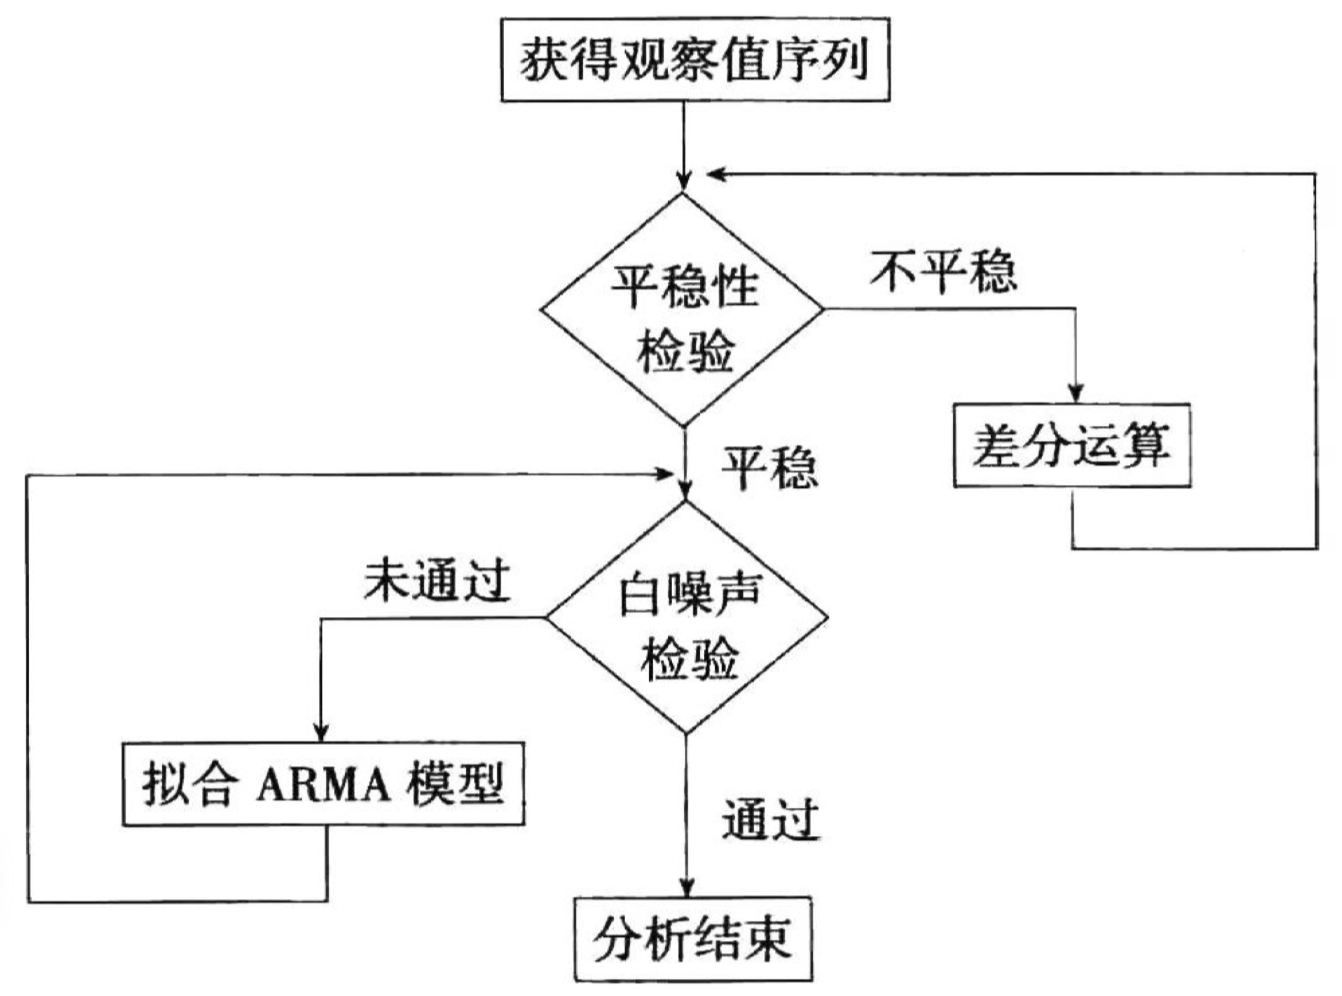 获得观察值序列
不平稳
平稳性
检验
差分运算
平稳
未通过
白噪声
检验
拟合 ARMA 模型
通过
分析结束